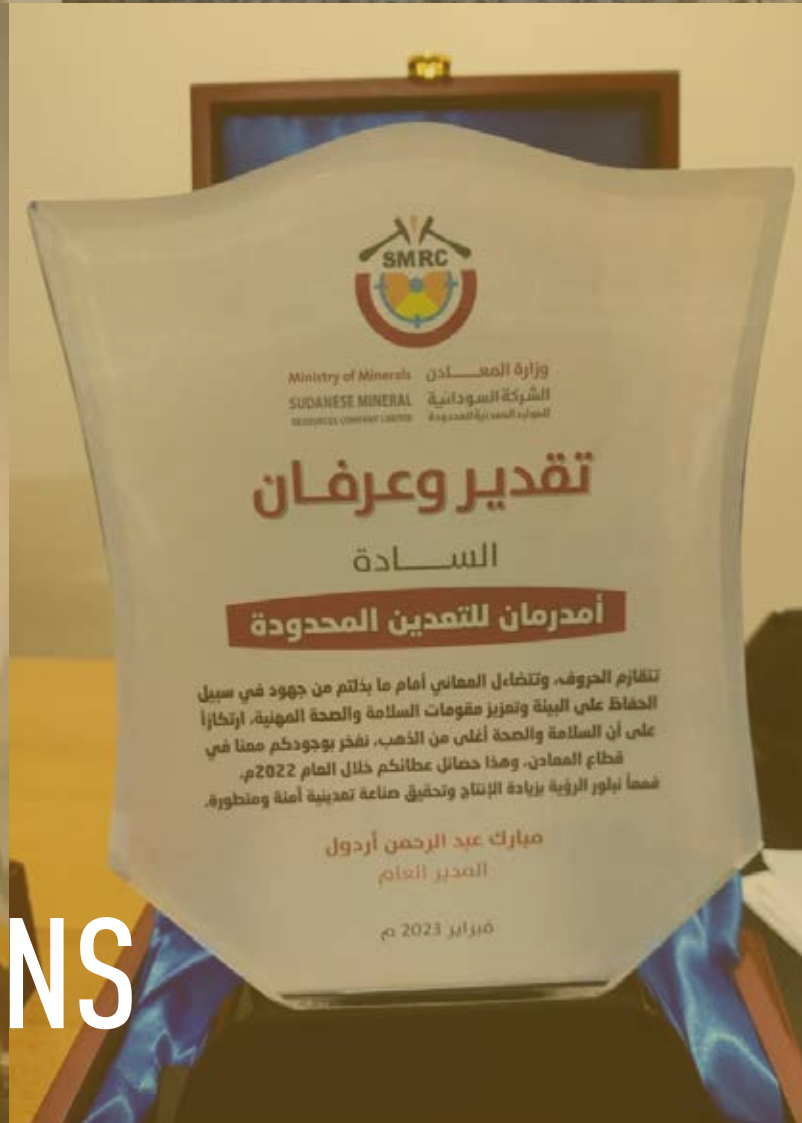 SMRC
Ministry of Minerals وزارة المعـــــادن
SUDANESE MINERAL الشركة السودانية
RESOURCES COMPANY LIMITED للموارد المعدنية المحدودة
تقدير وعرفـان
الســـــادة
أمدرمان للتعدين المحدودة
تتقازم الحروف، وتتضاءل المعاني أمام ما بذلتم من جهود في سبيل
الحفاظ على البيئة وتعزيز مقومات السلامة والصحة المهنية، ارتكازاً
على أن السلامة والصحة أغلى من الذهب، نفخر بوجودكم معنا في
قطاع المعادن، وهذا حصائل عطائكم خلال العام 2022م،
فمعاً نبلور الرؤية بزيادة الإنتاج وتحقيق صناعة تعدينية آمنة ومتطورة.
مبارك عبد الرحمن أردول
المدير العام
فبراير 2023 م
NS